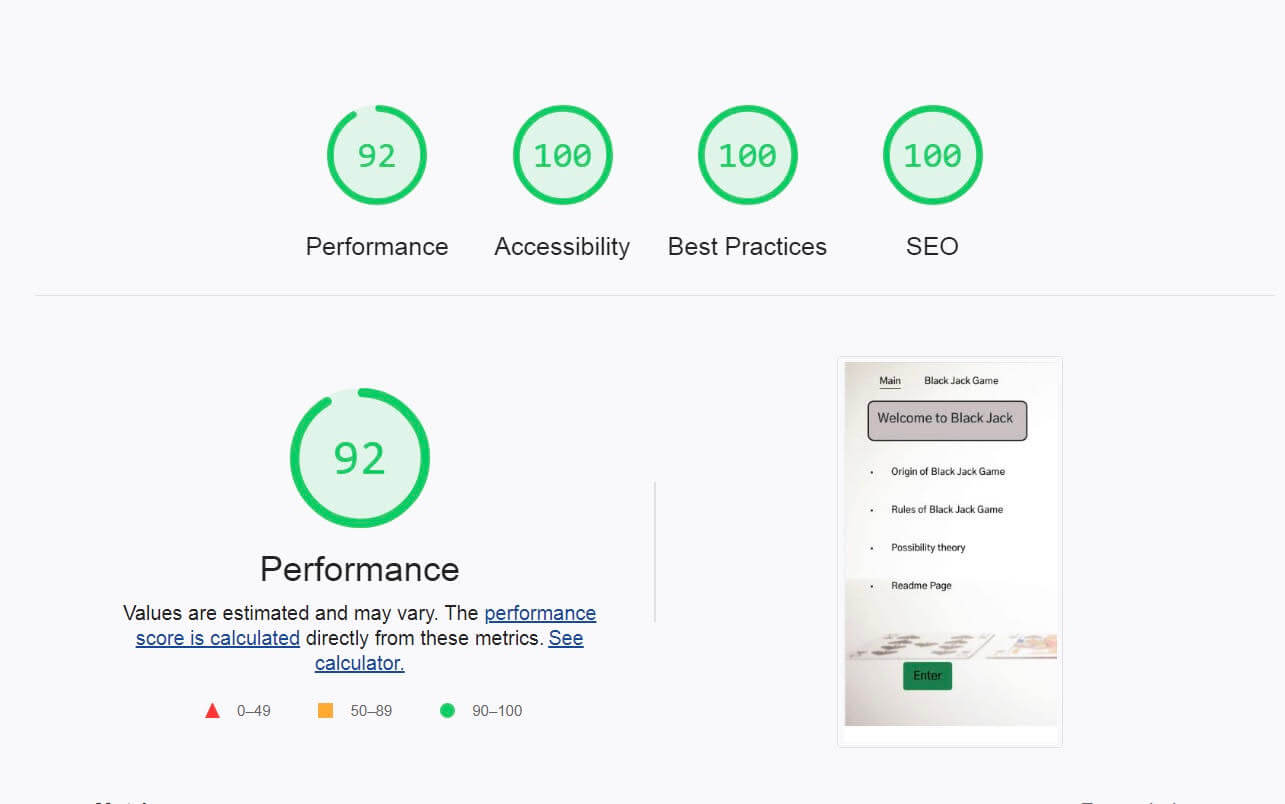 92
100
100
100
Performance
Accessibility
Best Practices
SEO
92
Performance
Values are estimated and may vary. The performance
score is calculated directly from these metrics. See
calculator.
0–49
50–89
90–100
Main
Black Jack Game
Welcome to Black Jack
Origin of Black Jack Game
Rules of Black Jack Game
Possibility theory
Readme Page
Enter